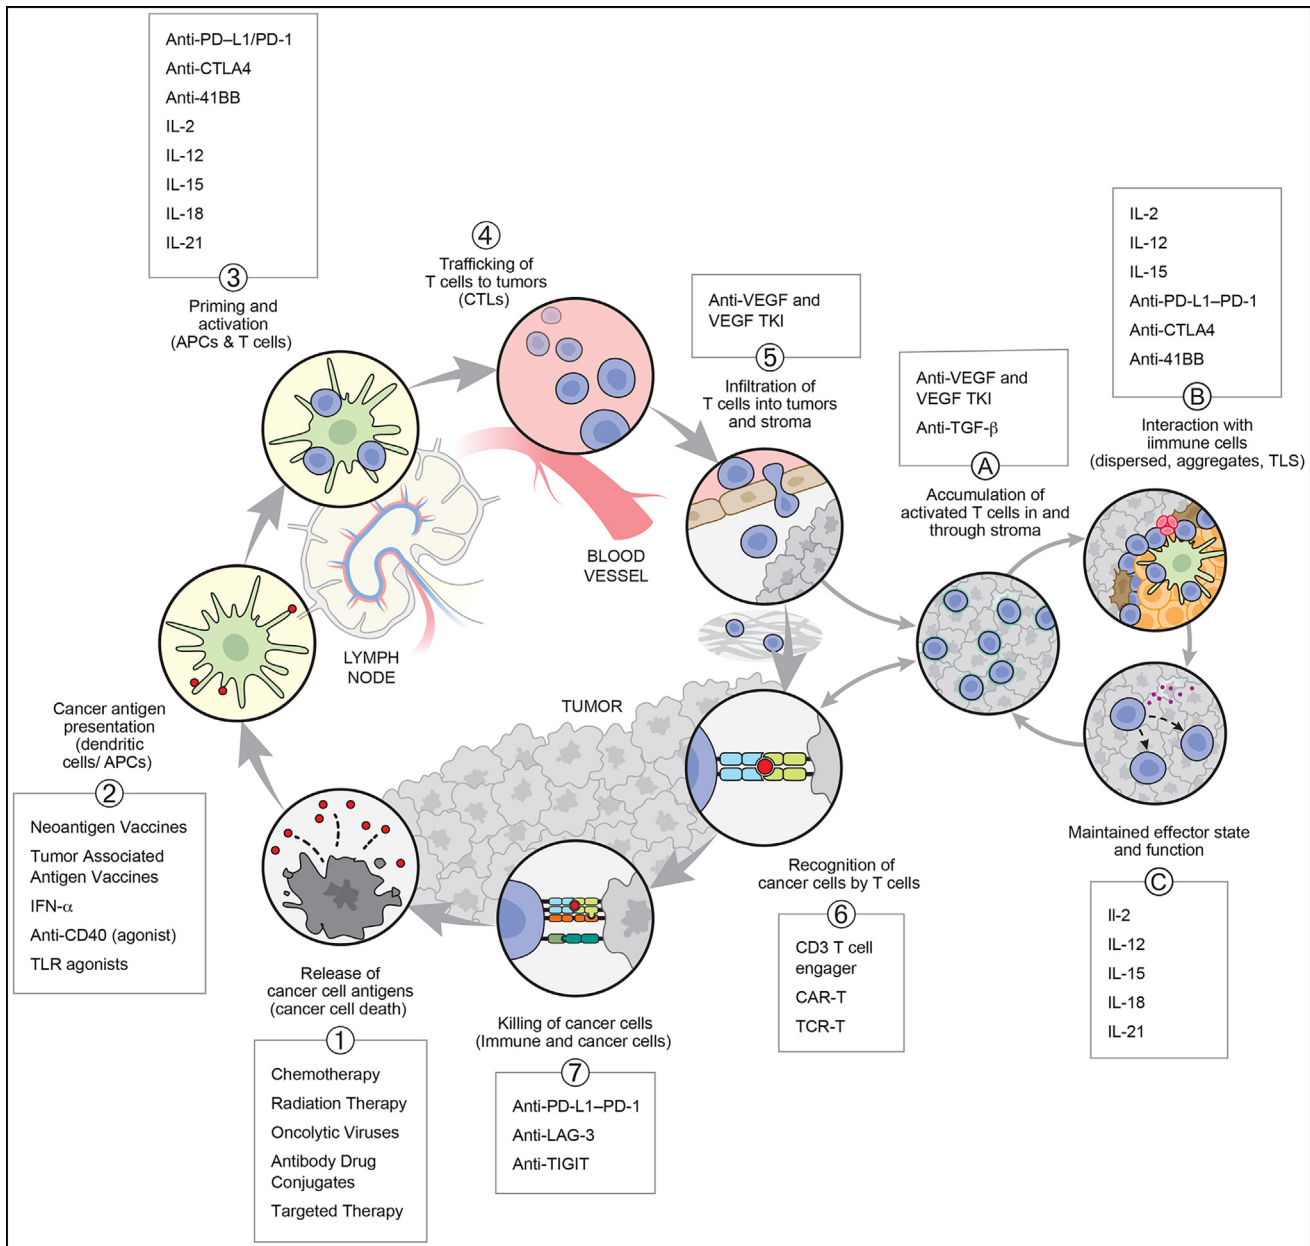 Anti-PD–L1/PD-1
Anti-CTLA4
Anti-41BB
IL-2
IL-12
IL-15
IL-18
IL-21
3
Priming and
activation
(APCs & T cells)
4
Trafficking of
T cells to tumors
(CTLs)
Anti-VEGF and
VEGF TKI
5
Infiltration of
T cells into tumors
and stroma
Anti-VEGF and
VEGF TKI
Anti-TGF-β
A
Accumulation of
activated T cells in and
through stroma
IL-2
IL-12
IL-15
Anti-PD-L1–PD-1
Anti-CTLA4
Anti-41BB
B
Interaction with
iimmune cells
(dispersed, aggregates, TLS)
BLOOD
VESSEL
LYMPH
NODE
TUMOR
Cancer antigen
presentation
(dendritic
cells/ APCs)
2
Neoantigen Vaccines
Tumor Associated
Antigen Vaccines
IFN-α
Anti-CD40 (agonist)
TLR agonists
Release of
cancer cell antigens
(cancer cell death)
1
Chemotherapy
Radiation Therapy
Oncolytic Viruses
Antibody Drug
Conjugates
Targeted Therapy
Killing of cancer cells
(Immune and cancer cells)
7
Anti-PD-L1–PD-1
Anti-LAG-3
Anti-TIGIT
Recognition of
cancer cells by T cells
6
CD3 T cell
engager
CAR-T
TCR-T
Maintained effector state
and function
C
Il-2
IL-12
IL-15
IL-18
IL-21